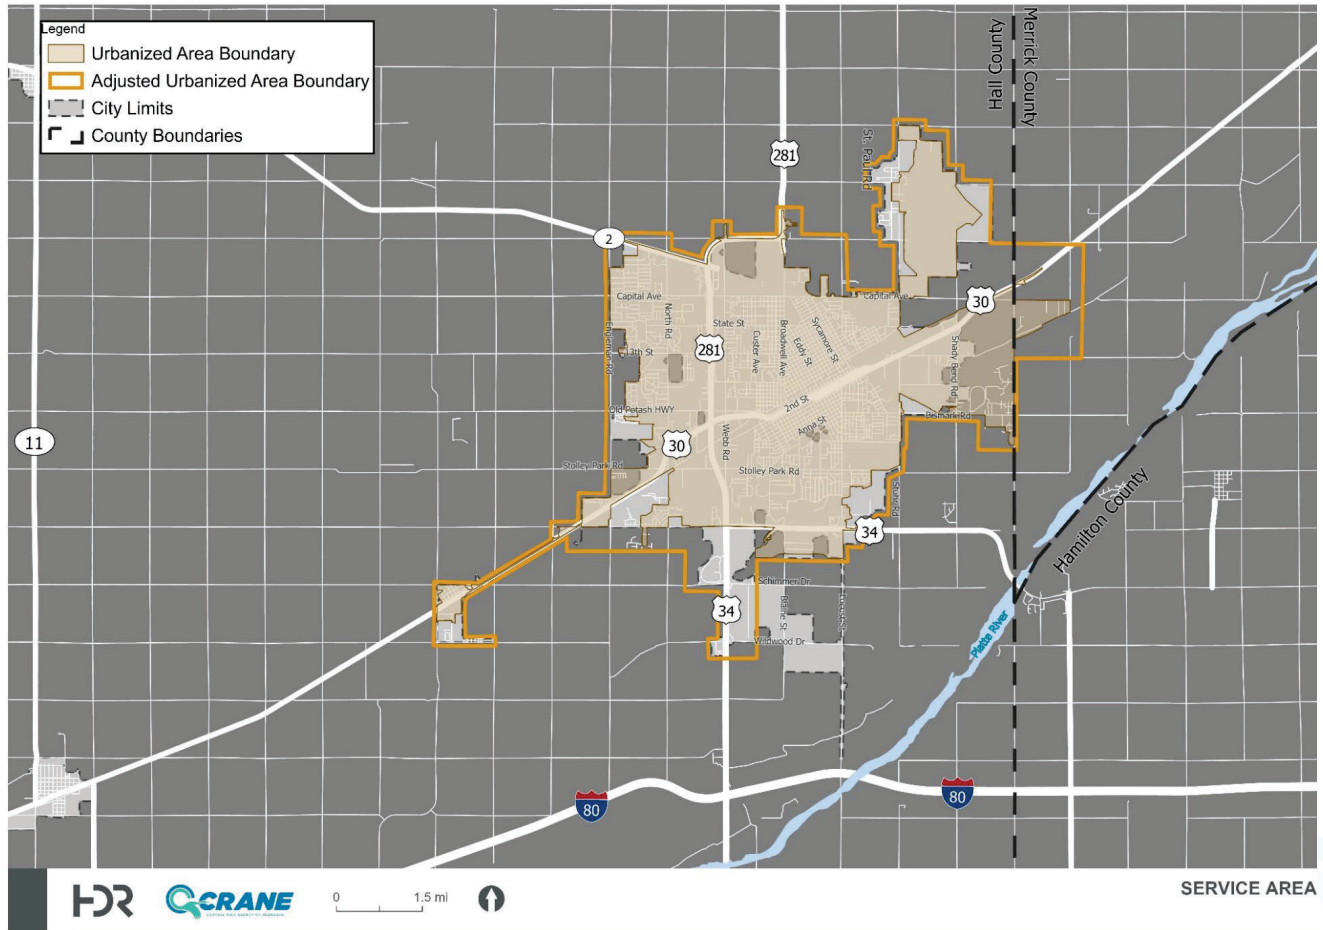 Legend
Urbanized Area Boundary
Adjusted Urbanized Area Boundary
City Limits
County Boundaries
Hall County
Merrick County
281
St. Paul Rd
2
Capital Ave
Capital Ave
30
North Rd
State St
Sycamore St
Eddy St
Broadwell Ave
Custer Ave
281
Engleman Rd
13th St
Shady Bend Rd
2nd St
Old Potash HWY
Bismark Rd
Anna St
11
30
Webb Rd
Stolley Park Rd
Stolley Park Rd
Stuhr Rd
34
Hamilton County
Schimmer Dr
34
Blaine St
Locust St
Wildwood Dr
Platte River
80
80
HDR
CRANE
0
1.5 mi
SERVICE AREA